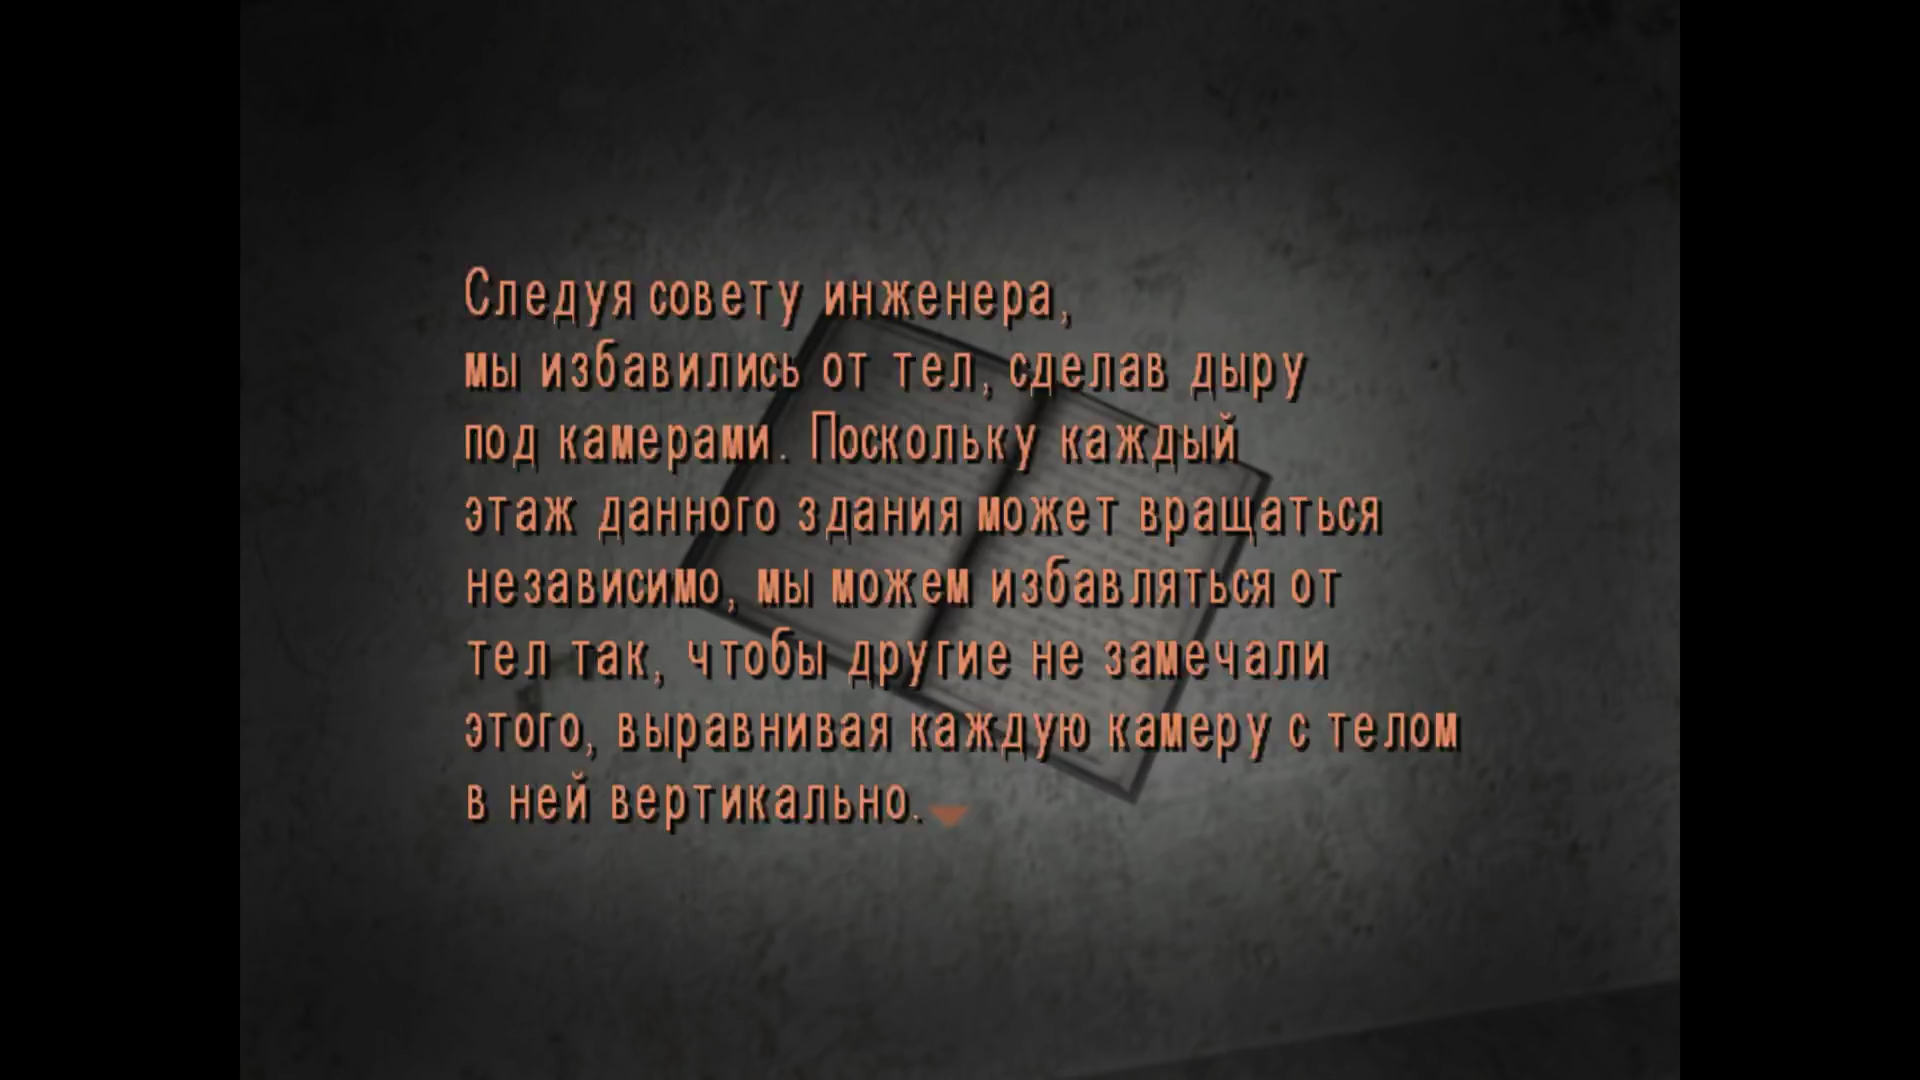 Следуя совету инженера,
мы избавились от тел, сделав дыру
под камерами. Поскольку каждый
этаж данного здания может вращаться
независимо, мы можем избавляться от
тел так, чтобы другие не замечали
этого, выравнивая каждую камеру с телом
в ней вертикально.